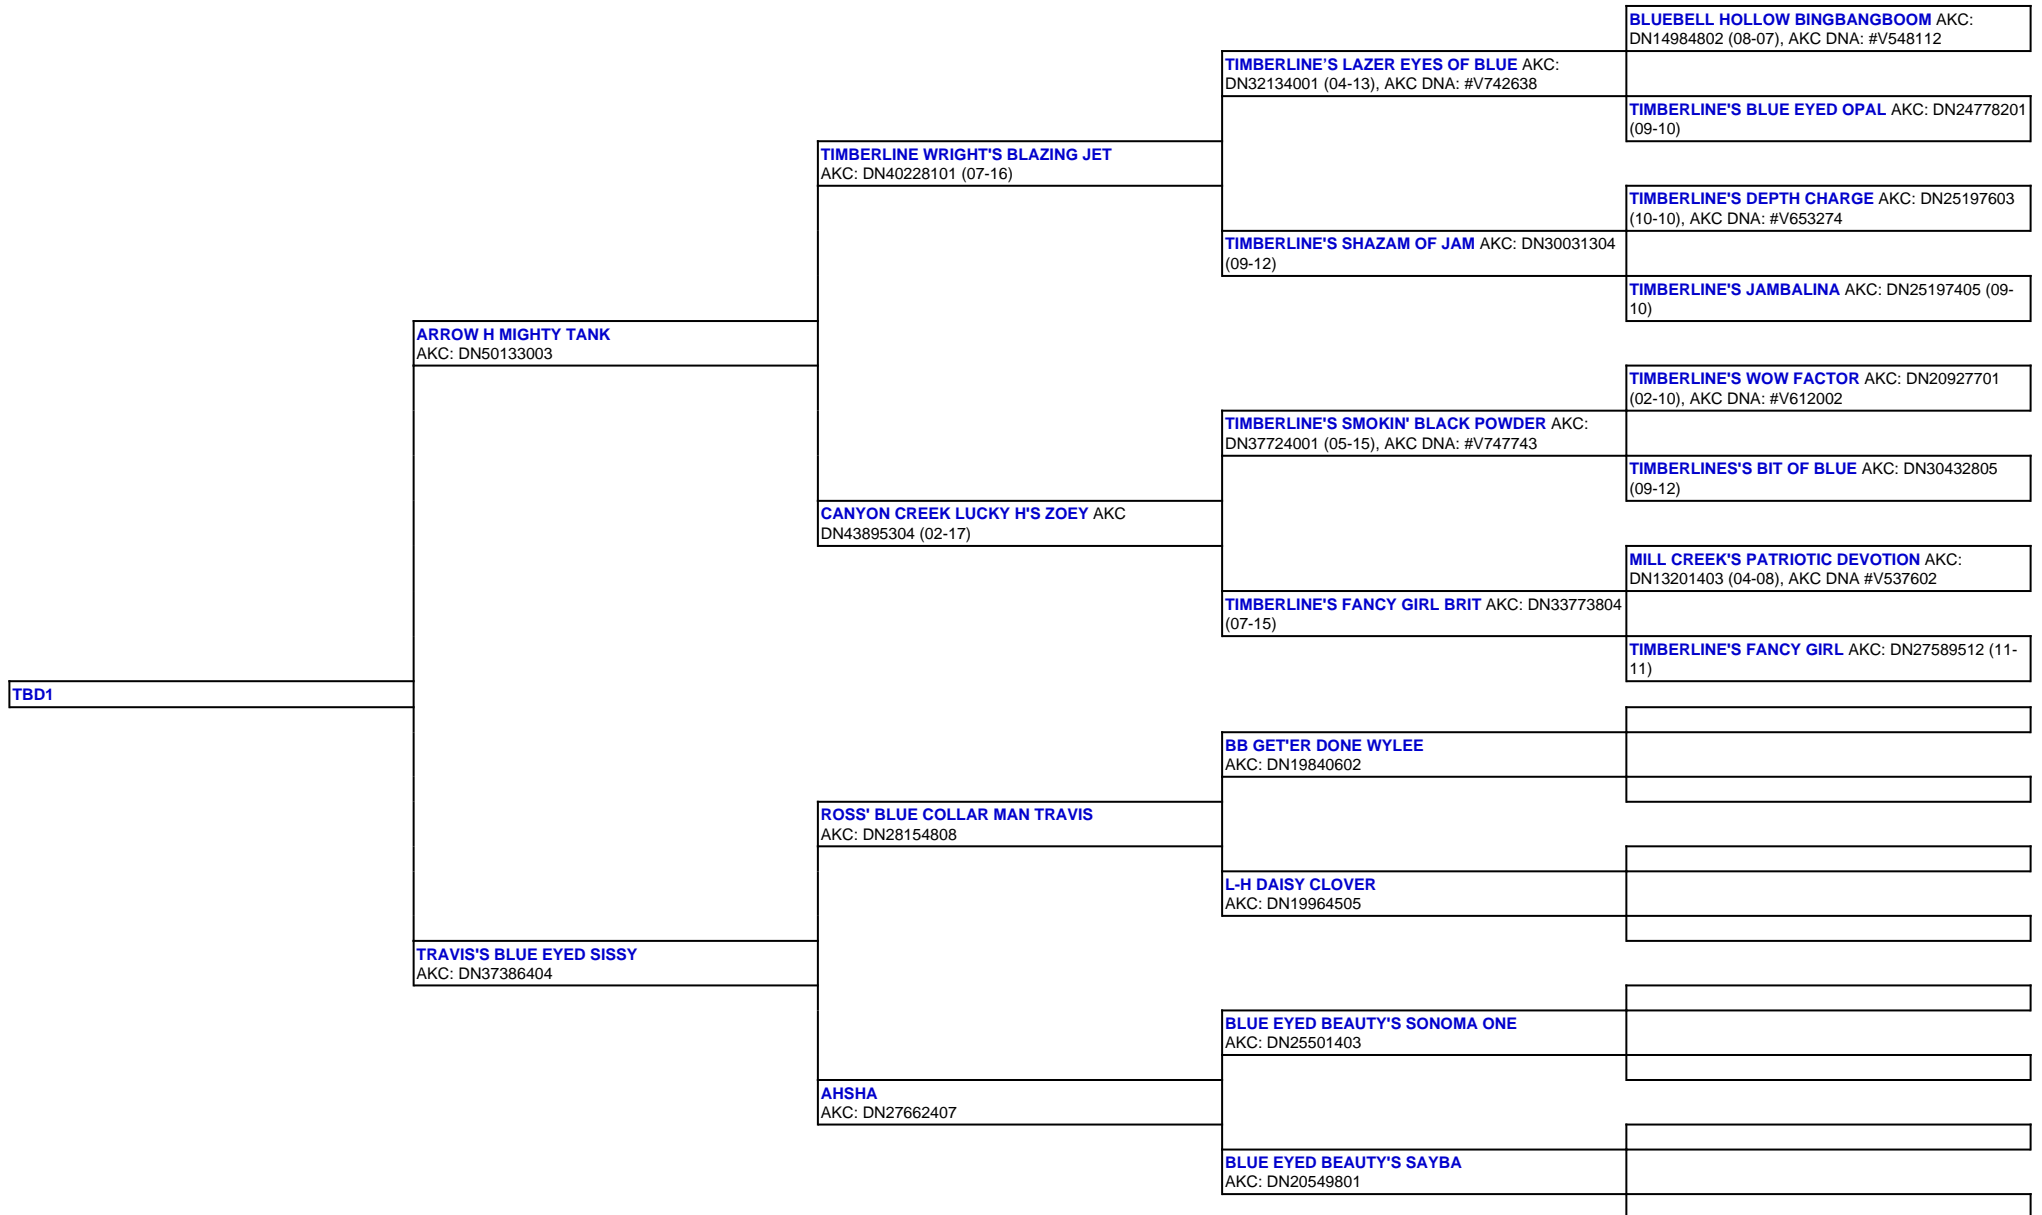 BLUEBELL HOLLOW BINGBANGBOOM AKC:
DN14984802 (08-07), AKC DNA: #V548112
TIMBERLINE’S LAZER EYES OF BLUE AKC:
DN32134001 (04-13), AKC DNA: #V742638
TIMBERLINE'S BLUE EYED OPAL AKC: DN24778201
(09-10)
TIMBERLINE WRIGHT'S BLAZING JET
AKC: DN40228101 (07-16)
TIMBERLINE'S DEPTH CHARGE AKC: DN25197603
(10-10), AKC DNA: #V653274
TIMBERLINE'S SHAZAM OF JAM AKC: DN30031304
(09-12)
TIMBERLINE'S JAMBALINA AKC: DN25197405 (09-
10)
ARROW H MIGHTY TANK
AKC: DN50133003
TIMBERLINE'S WOW FACTOR AKC: DN20927701
(02-10), AKC DNA: #V612002
TIMBERLINE'S SMOKIN' BLACK POWDER AKC:
DN37724001 (05-15), AKC DNA: #V747743
TIMBERLINES'S BIT OF BLUE AKC: DN30432805
(09-12)
CANYON CREEK LUCKY H'S ZOEY AKC
DN43895304 (02-17)
MILL CREEK'S PATRIOTIC DEVOTION AKC:
DN13201403 (04-08), AKC DNA #V537602
TIMBERLINE'S FANCY GIRL BRIT AKC: DN33773804
(07-15)
TIMBERLINE'S FANCY GIRL AKC: DN27589512 (11-
11)
TBD1
BB GET'ER DONE WYLEE
AKC: DN19840602
ROSS' BLUE COLLAR MAN TRAVIS
AKC: DN28154808
L-H DAISY CLOVER
AKC: DN19964505
TRAVIS'S BLUE EYED SISSY
AKC: DN37386404
BLUE EYED BEAUTY'S SONOMA ONE
AKC: DN25501403
AHSHA
AKC: DN27662407
BLUE EYED BEAUTY'S SAYBA
AKC: DN20549801